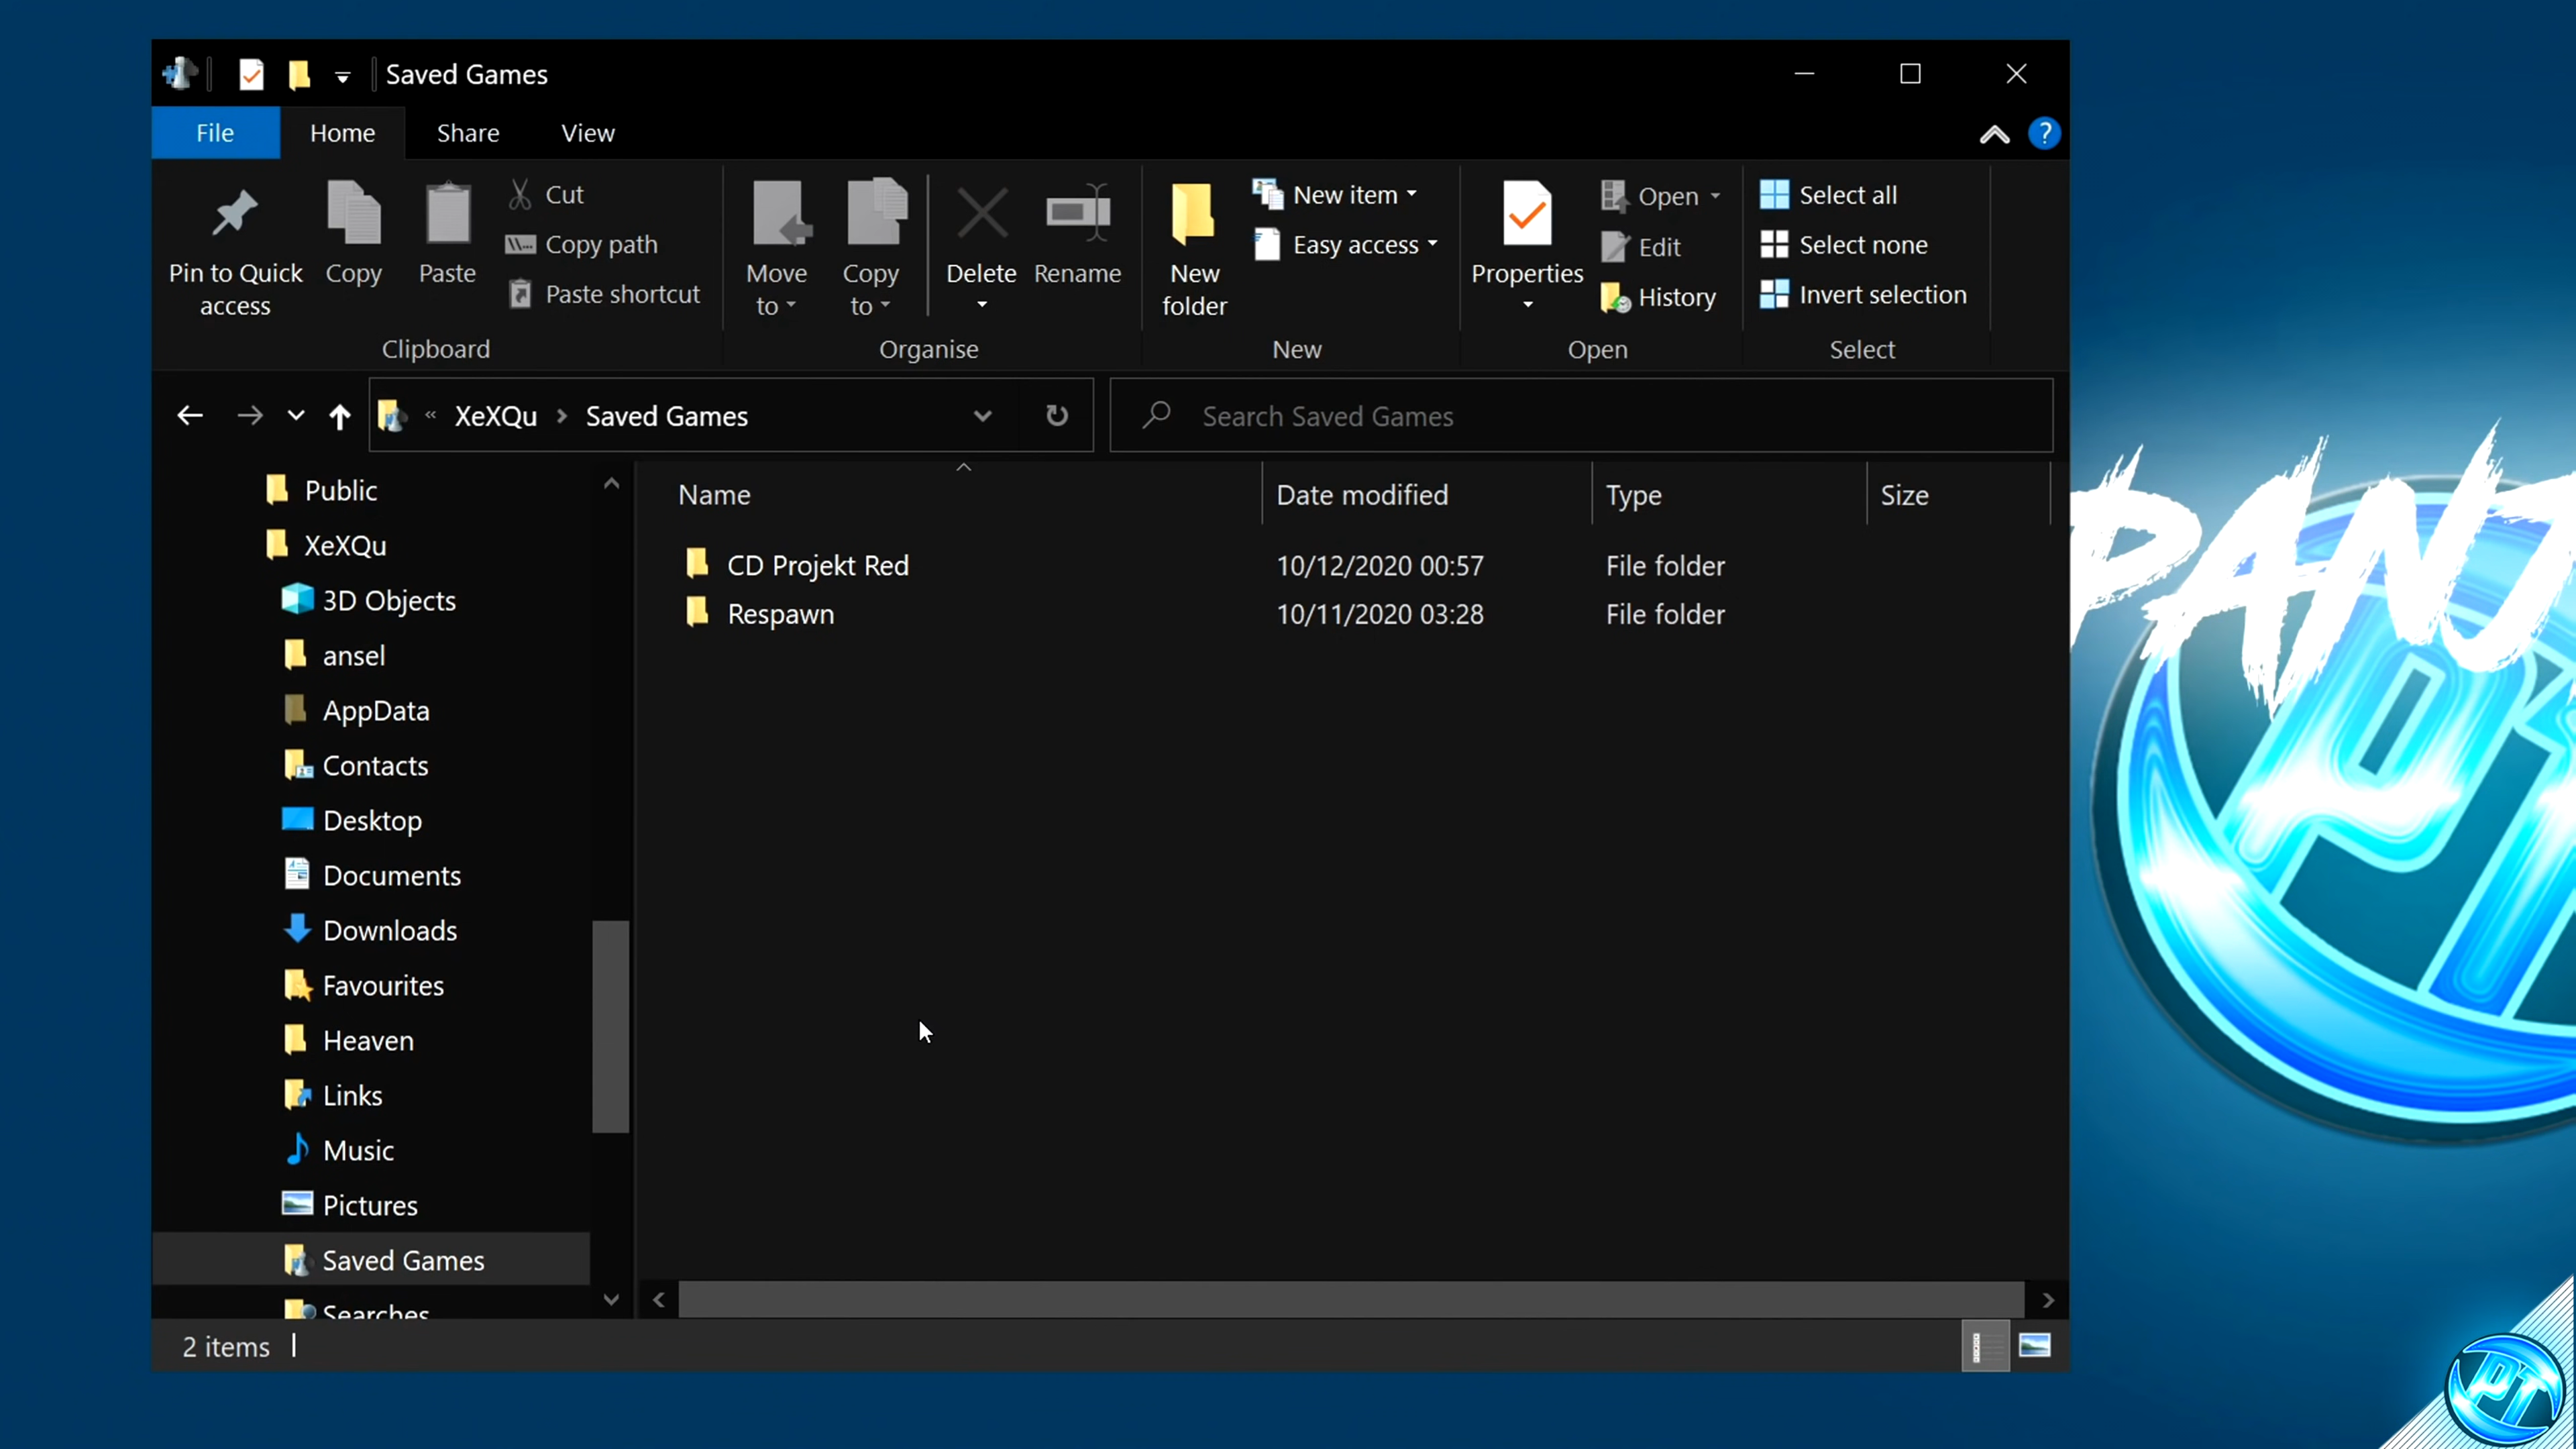 Saved Games
File Home Share View
Pin to Quick access
Copy
Paste
Cut
Copy path
Paste shortcut
Clipboard
Move to
Copy to
Delete
Rename
Organise
New folder
New item
Easy access
New
Properties
Open
Edit
History
Open
Select all
Select none
Invert selection
Select
« XeXQu > Saved Games
Search Saved Games
Public
XeXQu
3D Objects
ansel
AppData
Contacts
Desktop
Documents
Downloads
Favourites
Heaven
Links
Music
Pictures
Saved Games
Searches
Name Date modified Type Size
CD Projekt Red 10/12/2020 00:57 File folder
Respawn 10/11/2020 03:28 File folder
2 items
PT
PT